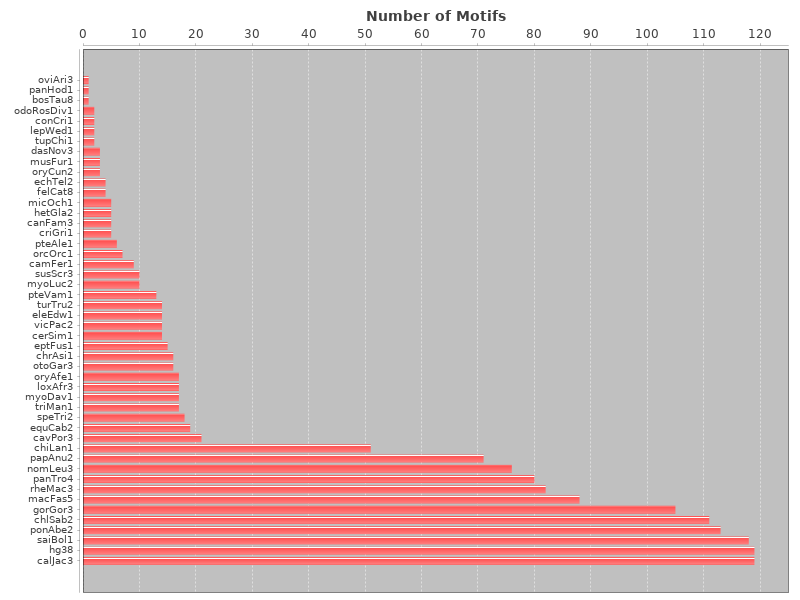 Number of Motifs
0 10 20 30 40 50 60 70 80 90 100 110 120
oviAri3
panHod1
bosTau8
odoRosDiv1
conCri1
lepWed1
tupChi1
dasNov3
musFur1
oryCun2
echTel2
felCat8
micOch1
hetGla2
canFam3
criGri1
pteAle1
orcOrc1
camFer1
susScr3
myoLuc2
pteVam1
turTru2
eleEdw1
vicPac2
cerSim1
eptFus1
chrAsi1
otoGar3
oryAfe1
loxAfr3
myoDav1
triMan1
speTri2
equCab2
cavPor3
chiLan1
papAnu2
nomLeu3
panTro4
rheMac3
macFas5
gorGor3
chlSab2
ponAbe2
saiBol1
hg38
calJac3